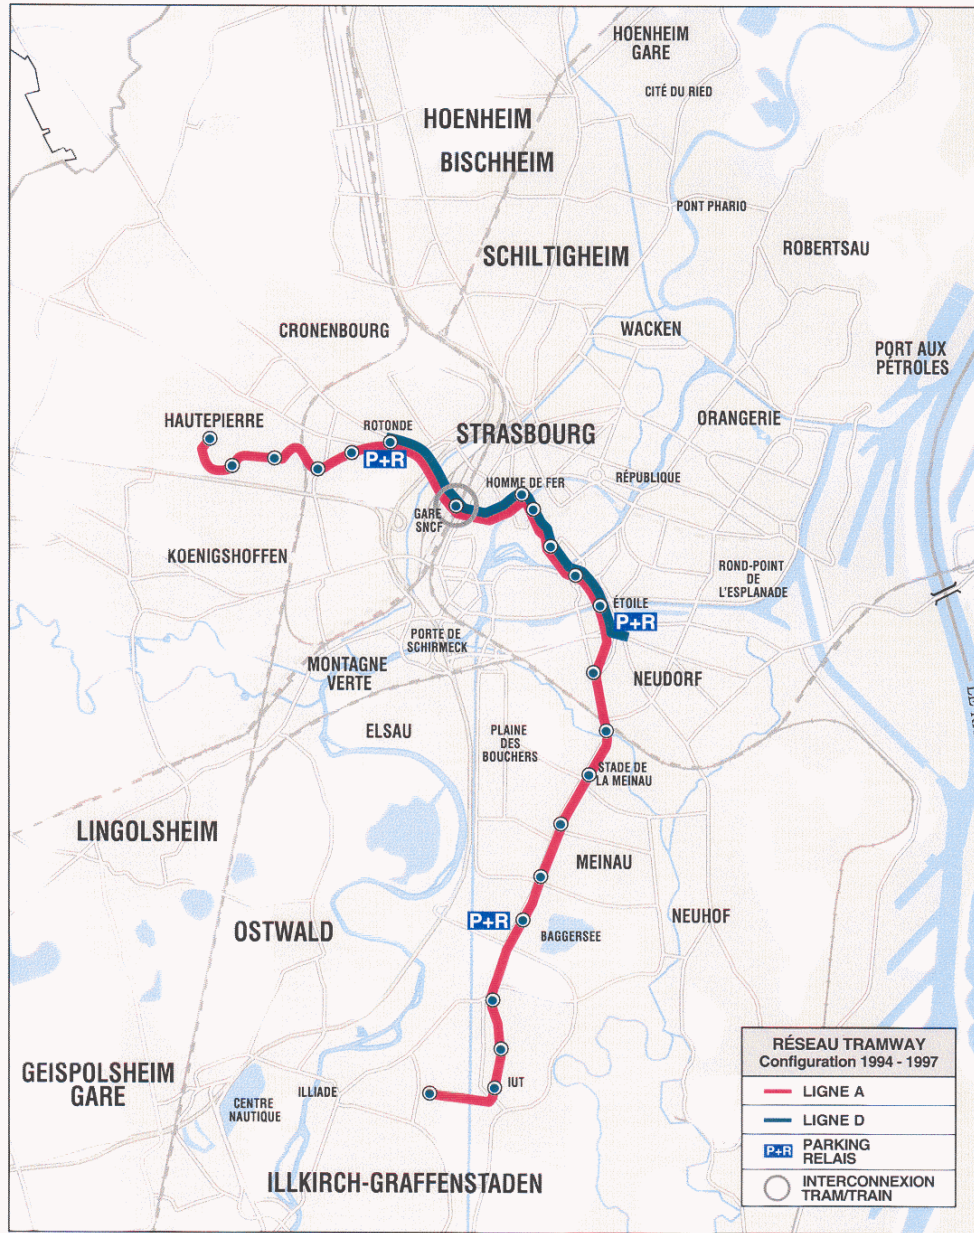 HOENHEIM
GARE
CITÉ DU RIED
HOENHEIM
BISCHHEIM
PONT PHARIO
ROBERTSAU
SCHILTIGHEIM
CRONENBOURG
WACKEN
PORT AUX
PÉTROLES
HAUTEPIERRE
ROTONDE
P+R
STRASBOURG
ORANGERIE
HOMME DE FER
RÉPUBLIQUE
GARE
SNCF
KOENIGSHOFFEN
ROND-POINT
DE
L'ESPLANADE
ÉTOILE
P+R
PORTE DE
SCHIRMECK
MONTAGNE
VERTE
NEUDORF
ELSAU
PLAINE
DES
BOUCHERS
STADE DE
LA MEINAU
LINGOLSHEIM
MEINAU
NEUHOF
P+R
BAGGERSEE
OSTWALD
GEISPOLSHEIM
GARE
CENTRE
NAUTIQUE
ILLIADE
IUT
ILLKIRCH-GRAFFENSTADEN
RÉSEAU TRAMWAY
Configuration 1994 - 1997
LIGNE A
LIGNE D
P+R PARKING
RELAIS
INTERCONNEXION
TRAM/TRAIN